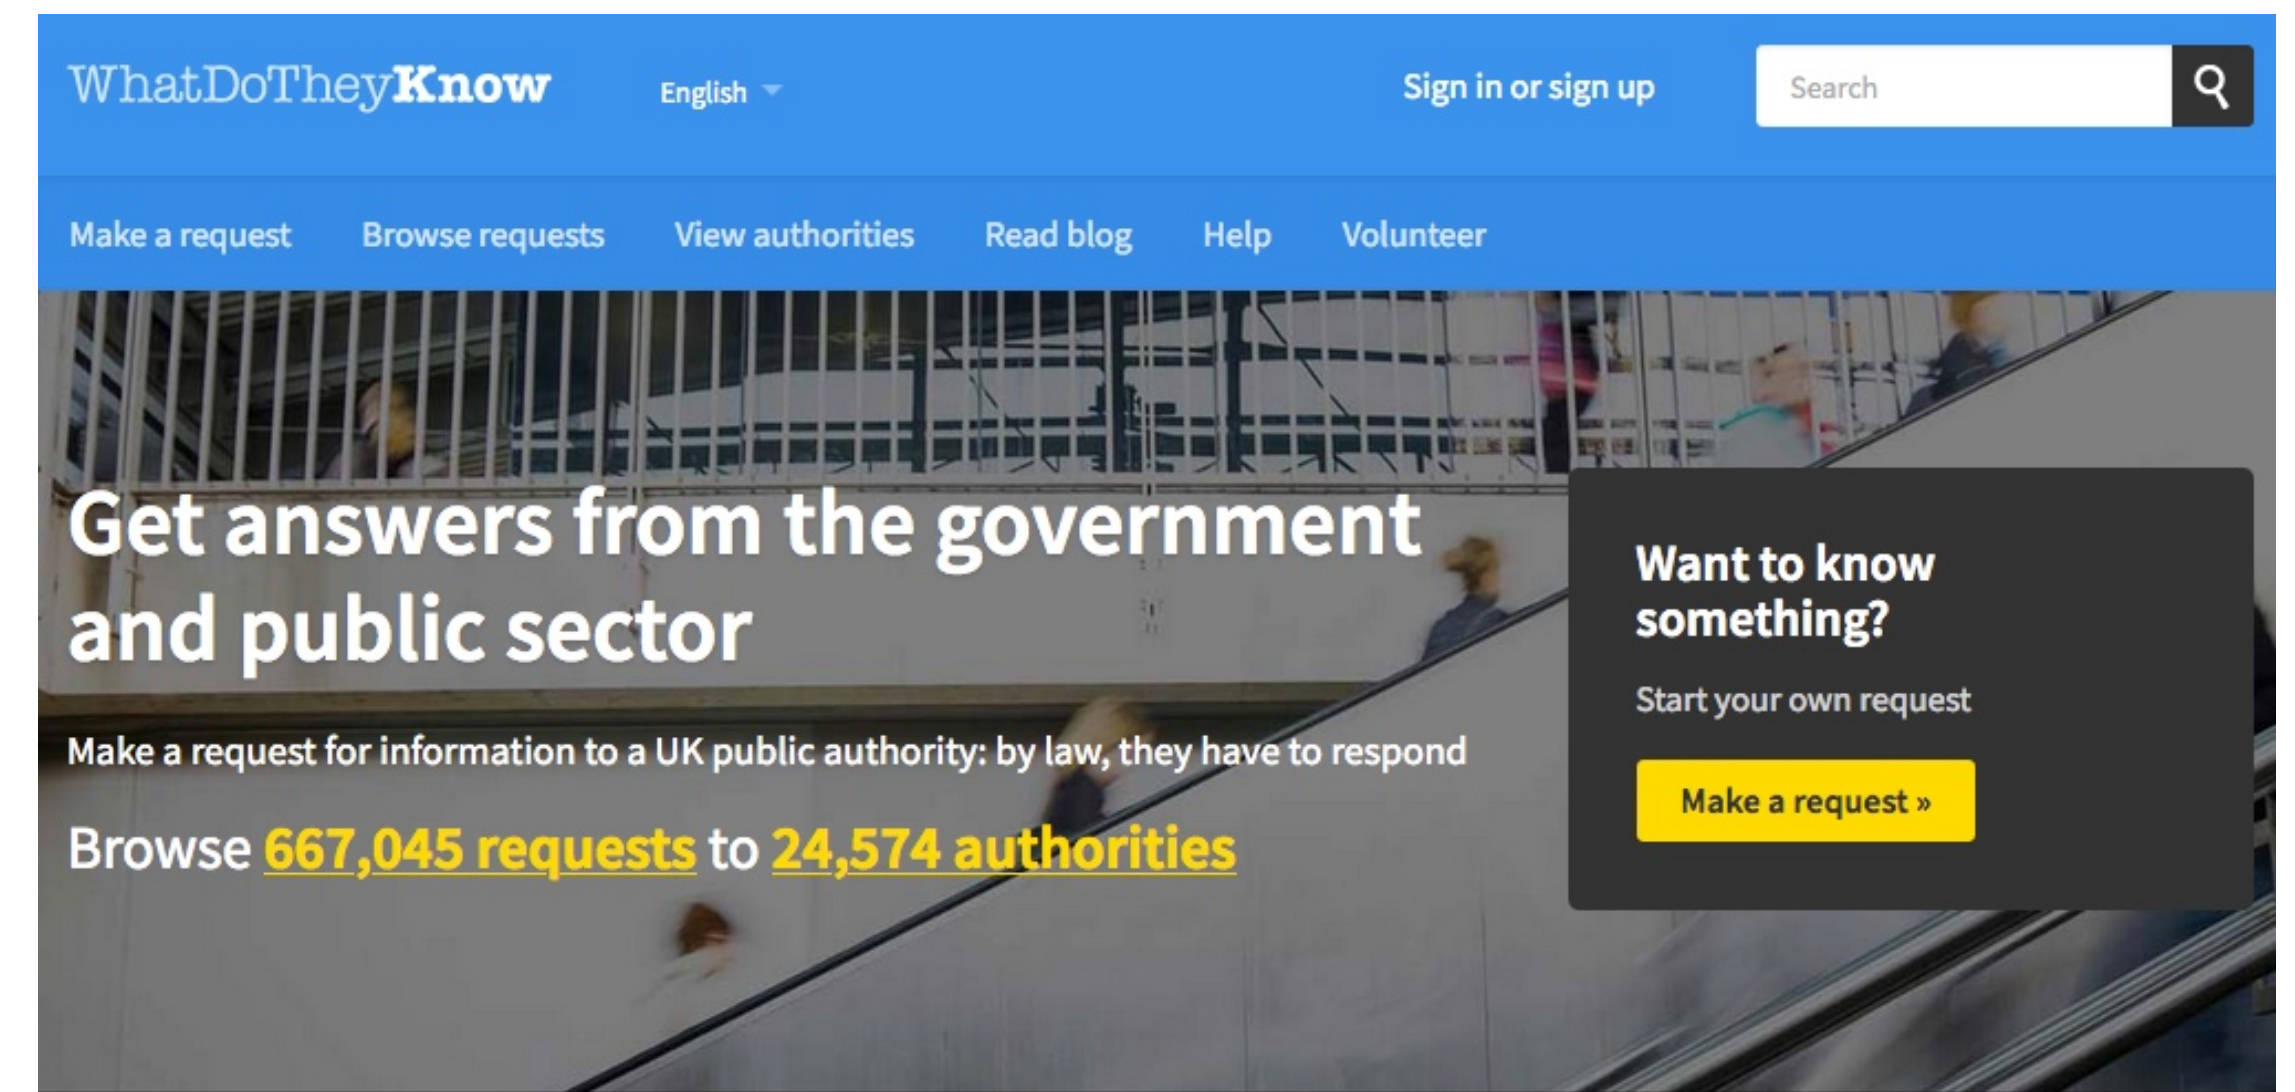 WhatDoTheyKnow
English
Sign in or sign up
Search
Make a request
Browse requests
View authorities
Read blog
Help
Volunteer
Get answers from the government
and public sector
Make a request for information to a UK public authority: by law, they have to respond
Browse 667,045 requests to 24,574 authorities
Want to know
something?
Start your own request
Make a request »